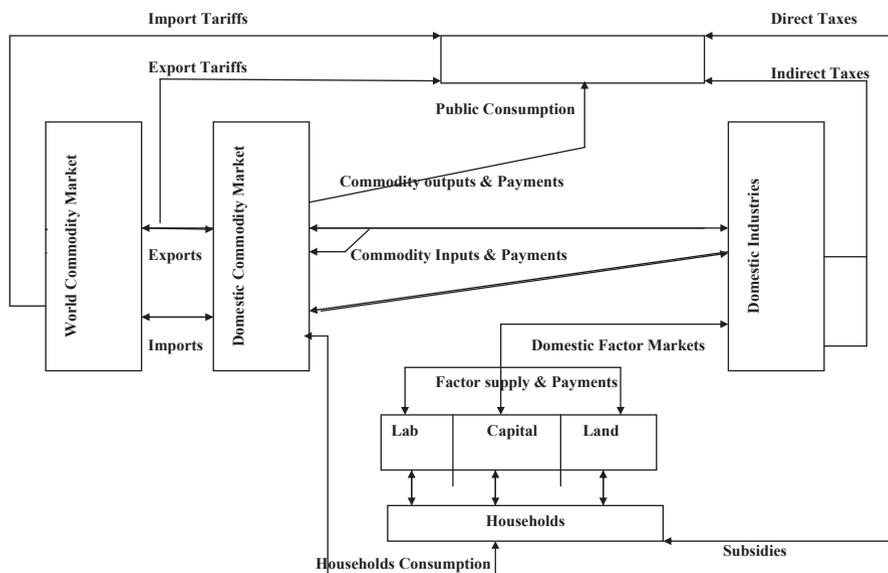 Import Tariffs
Direct Taxes
Export Tariffs
Indirect Taxes
Public Consumption
World Commodity Market
Domestic Commodity Market
Domestic Industries
Commodity outputs & Payments
Exports
Commodity Inputs & Payments
Imports
Domestic Factor Markets
Factor supply & Payments
Lab
Capital
Land
Households
Subsidies
Households Consumption